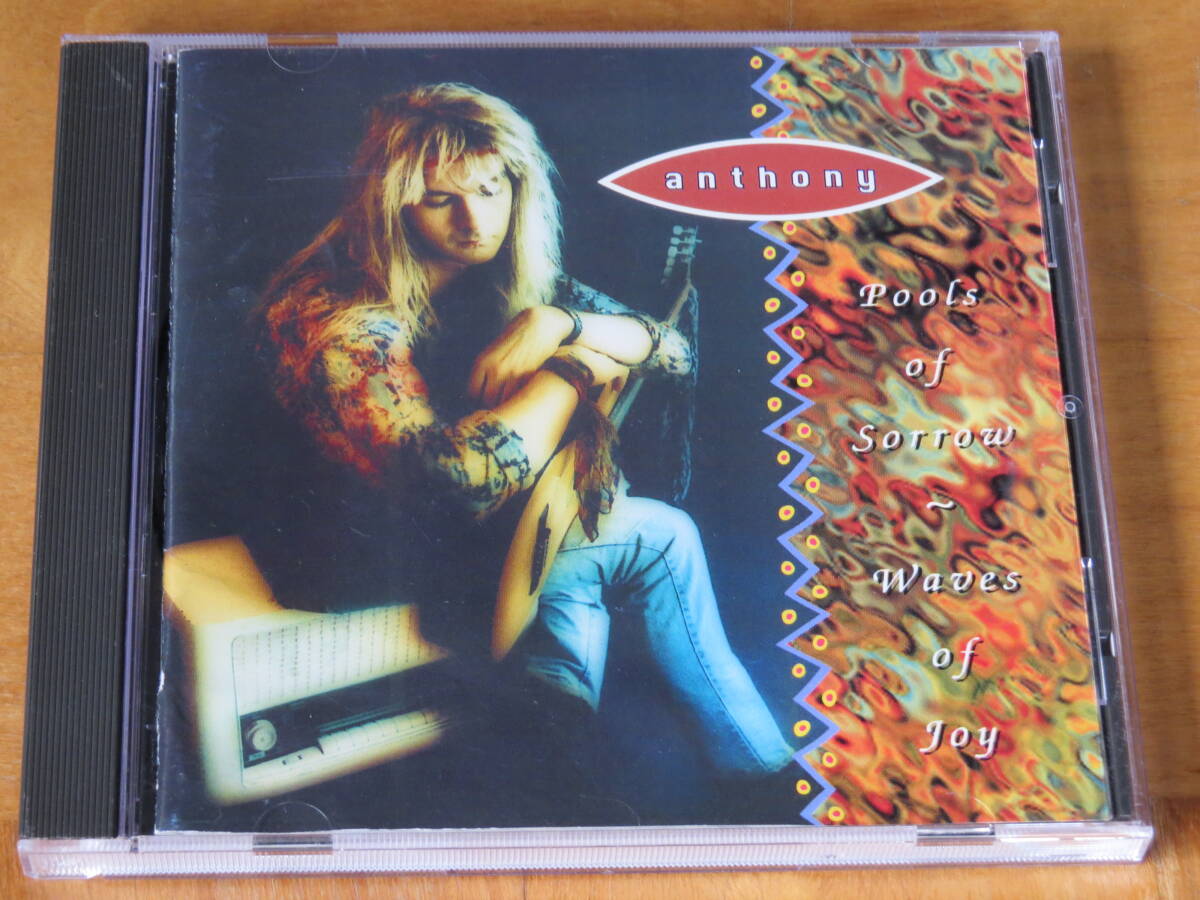 anthony
Pools
of
Sorrow
~
Waves
of
Joy